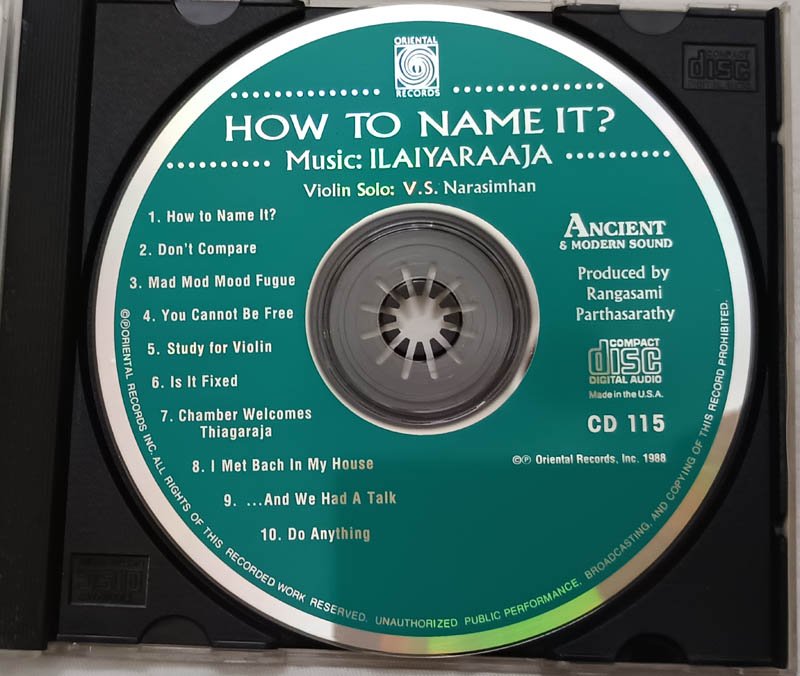 ORIENTAL
RECORDS
HOW TO NAME IT?
Music: ILAIYARAAJA
Violin Solo: V.S. Narasimhan
1. How to Name It?
2. Don't Compare
3. Mad Mod Mood Fugue
4. You Cannot Be Free
5. Study for Violin
6. Is It Fixed
7. Chamber Welcomes
Thiagaraja
8. I Met Bach In My House
9. ...And We Had A Talk
10. Do Anything
ANCIENT
& MODERN SOUND
Produced by
Rangasami
Parthasarathy
COMPACT
disc
DIGITAL AUDIO
Made in the U.S.A.
CD 115
©℗ Oriental Records, Inc. 1988
©℗ORIENTAL RECORDS INC. ALL RIGHTS OF THIS RECORDED WORK RESERVED. UNAUTHORIZED PUBLIC PERFORMANCE, BROADCASTING, AND COPYING OF THIS RECORD PROHIBITED.
COMPACT
disc
DIGITAL AUDIO